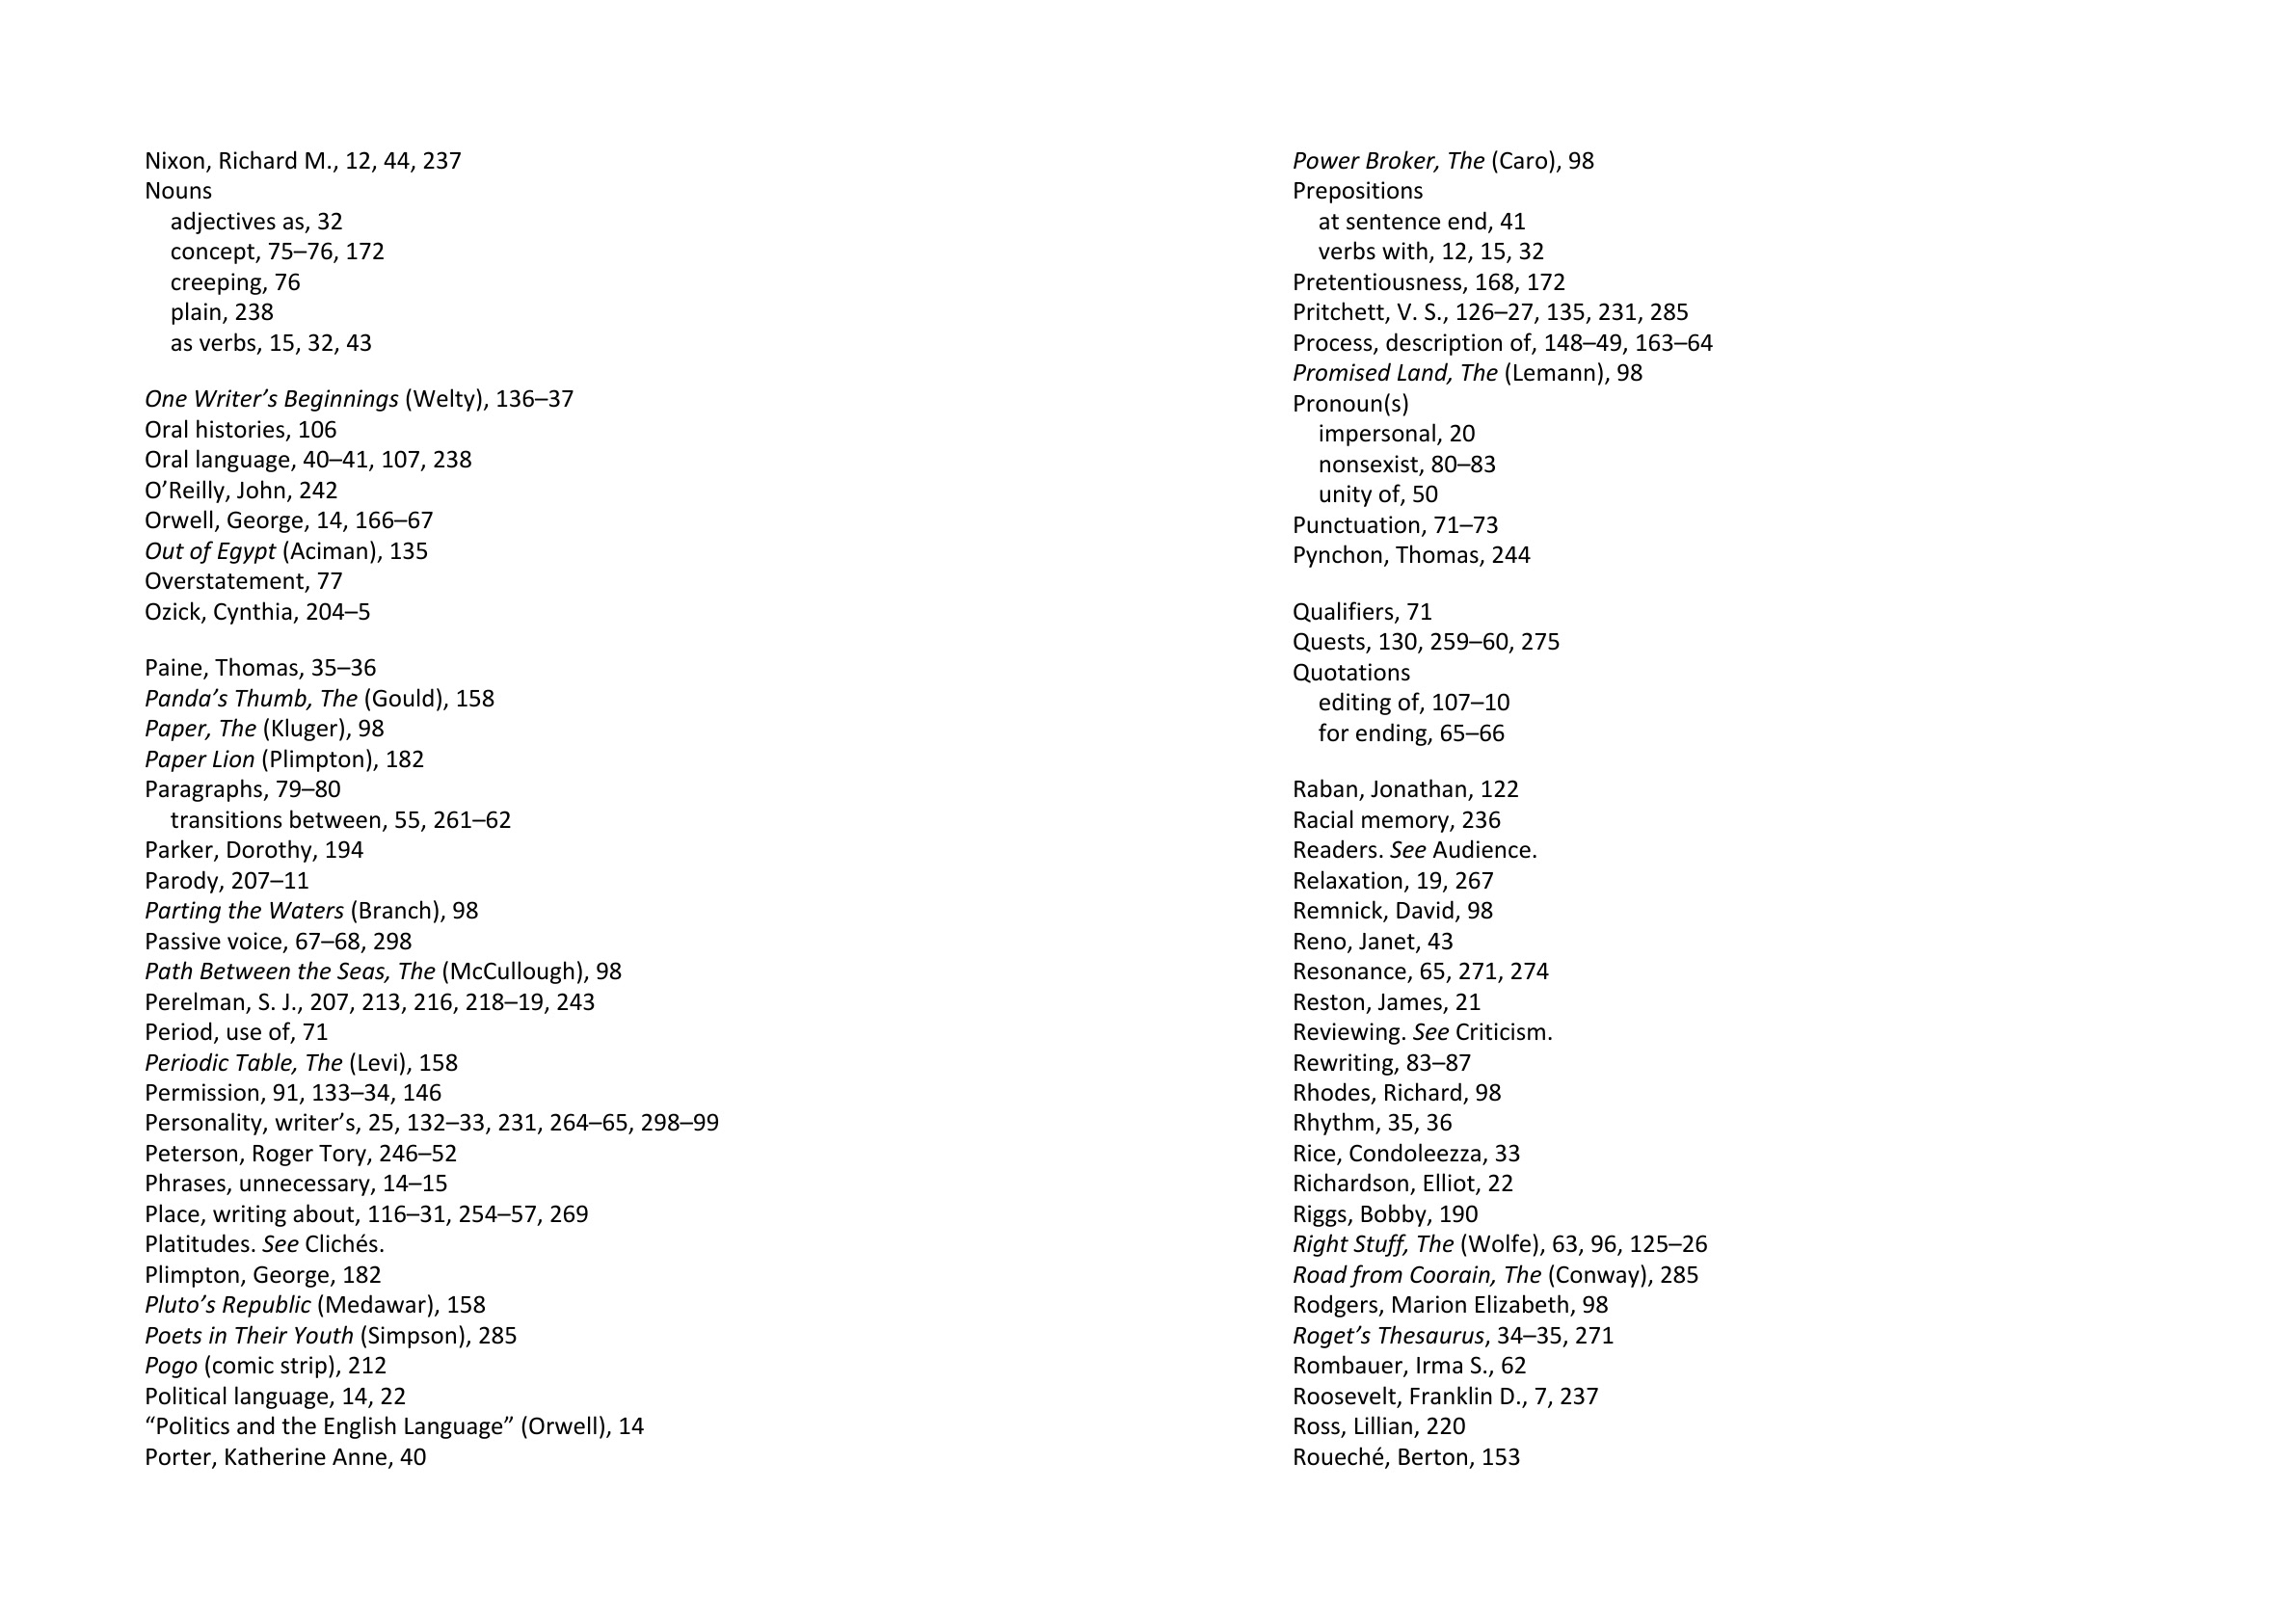 Nixon, Richard M., 12, 44, 237
Nouns
adjectives as, 32
concept, 75–76, 172
creeping, 76
plain, 238
as verbs, 15, 32, 43
One Writer’s Beginnings (Welty), 136–37
Oral histories, 106
Oral language, 40–41, 107, 238
O’Reilly, John, 242
Orwell, George, 14, 166–67
Out of Egypt (Aciman), 135
Overstatement, 77
Ozick, Cynthia, 204–5
Paine, Thomas, 35–36
Panda’s Thumb, The (Gould), 158
Paper, The (Kluger), 98
Paper Lion (Plimpton), 182
Paragraphs, 79–80
transitions between, 55, 261–62
Parker, Dorothy, 194
Parody, 207–11
Parting the Waters (Branch), 98
Passive voice, 67–68, 298
Path Between the Seas, The (McCullough), 98
Perelman, S. J., 207, 213, 216, 218–19, 243
Period, use of, 71
Periodic Table, The (Levi), 158
Permission, 91, 133–34, 146
Personality, writer’s, 25, 132–33, 231, 264–65, 298–99
Peterson, Roger Tory, 246–52
Phrases, unnecessary, 14–15
Place, writing about, 116–31, 254–57, 269
Platitudes. See Clichés.
Plimpton, George, 182
Pluto’s Republic (Medawar), 158
Poets in Their Youth (Simpson), 285
Pogo (comic strip), 212
Political language, 14, 22
“Politics and the English Language” (Orwell), 14
Porter, Katherine Anne, 40
Power Broker, The (Caro), 98
Prepositions
at sentence end, 41
verbs with, 12, 15, 32
Pretentiousness, 168, 172
Pritchett, V. S., 126–27, 135, 231, 285
Process, description of, 148–49, 163–64
Promised Land, The (Lemann), 98
Pronoun(s)
impersonal, 20
nonsexist, 80–83
unity of, 50
Punctuation, 71–73
Pynchon, Thomas, 244
Qualifiers, 71
Quests, 130, 259–60, 275
Quotations
editing of, 107–10
for ending, 65–66
Raban, Jonathan, 122
Racial memory, 236
Readers. See Audience.
Relaxation, 19, 267
Remnick, David, 98
Reno, Janet, 43
Resonance, 65, 271, 274
Reston, James, 21
Reviewing. See Criticism.
Rewriting, 83–87
Rhodes, Richard, 98
Rhythm, 35, 36
Rice, Condoleezza, 33
Richardson, Elliot, 22
Riggs, Bobby, 190
Right Stuff, The (Wolfe), 63, 96, 125–26
Road from Coorain, The (Conway), 285
Rodgers, Marion Elizabeth, 98
Roget’s Thesaurus, 34–35, 271
Rombauer, Irma S., 62
Roosevelt, Franklin D., 7, 237
Ross, Lillian, 220
Roueché, Berton, 153